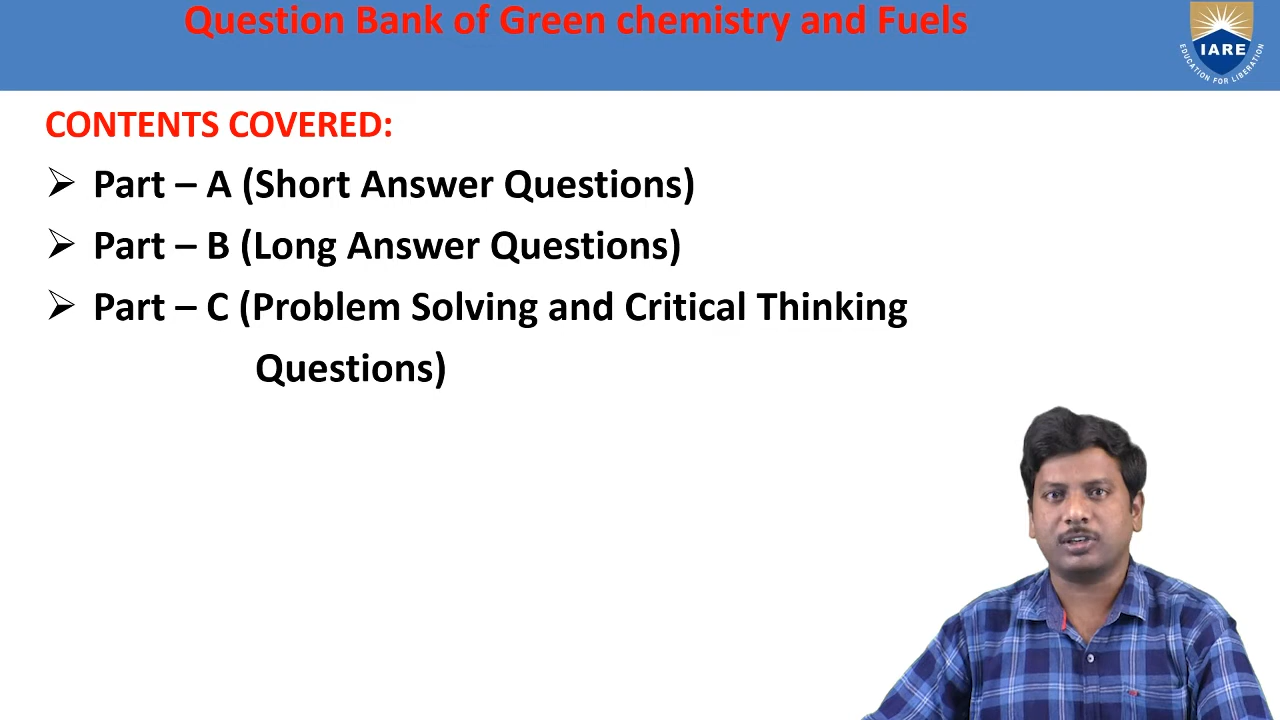 Question Bank of Green chemistry and Fuels
IARE
EDUCATION FOR LIBERATION
CONTENTS COVERED:
Part – A (Short Answer Questions)
Part – B (Long Answer Questions)
Part – C (Problem Solving and Critical Thinking
Questions)